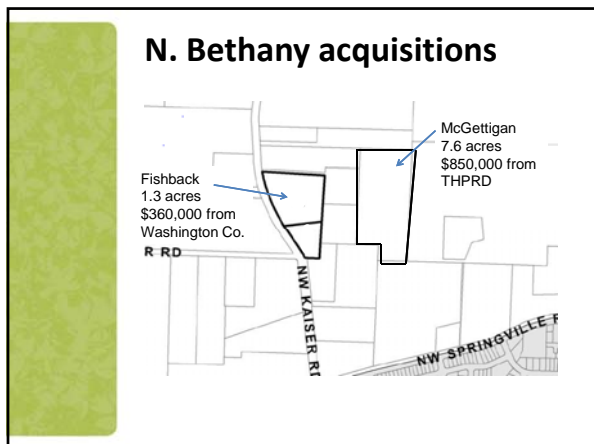 N. Bethany acquisitions
McGettigan
7.6 acres
$850,000 from
THPRD
Fishback
1.3 acres
$360,000 from
Washington Co.
R RD
NW KAISER RD
NW SPRINGVILLE R